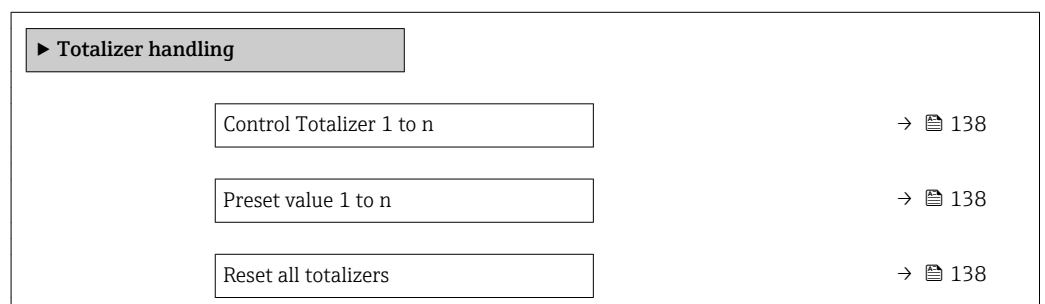 ▶ Totalizer handling
Control Totalizer 1 to n → 138
Preset value 1 to n → 138
Reset all totalizers → 138